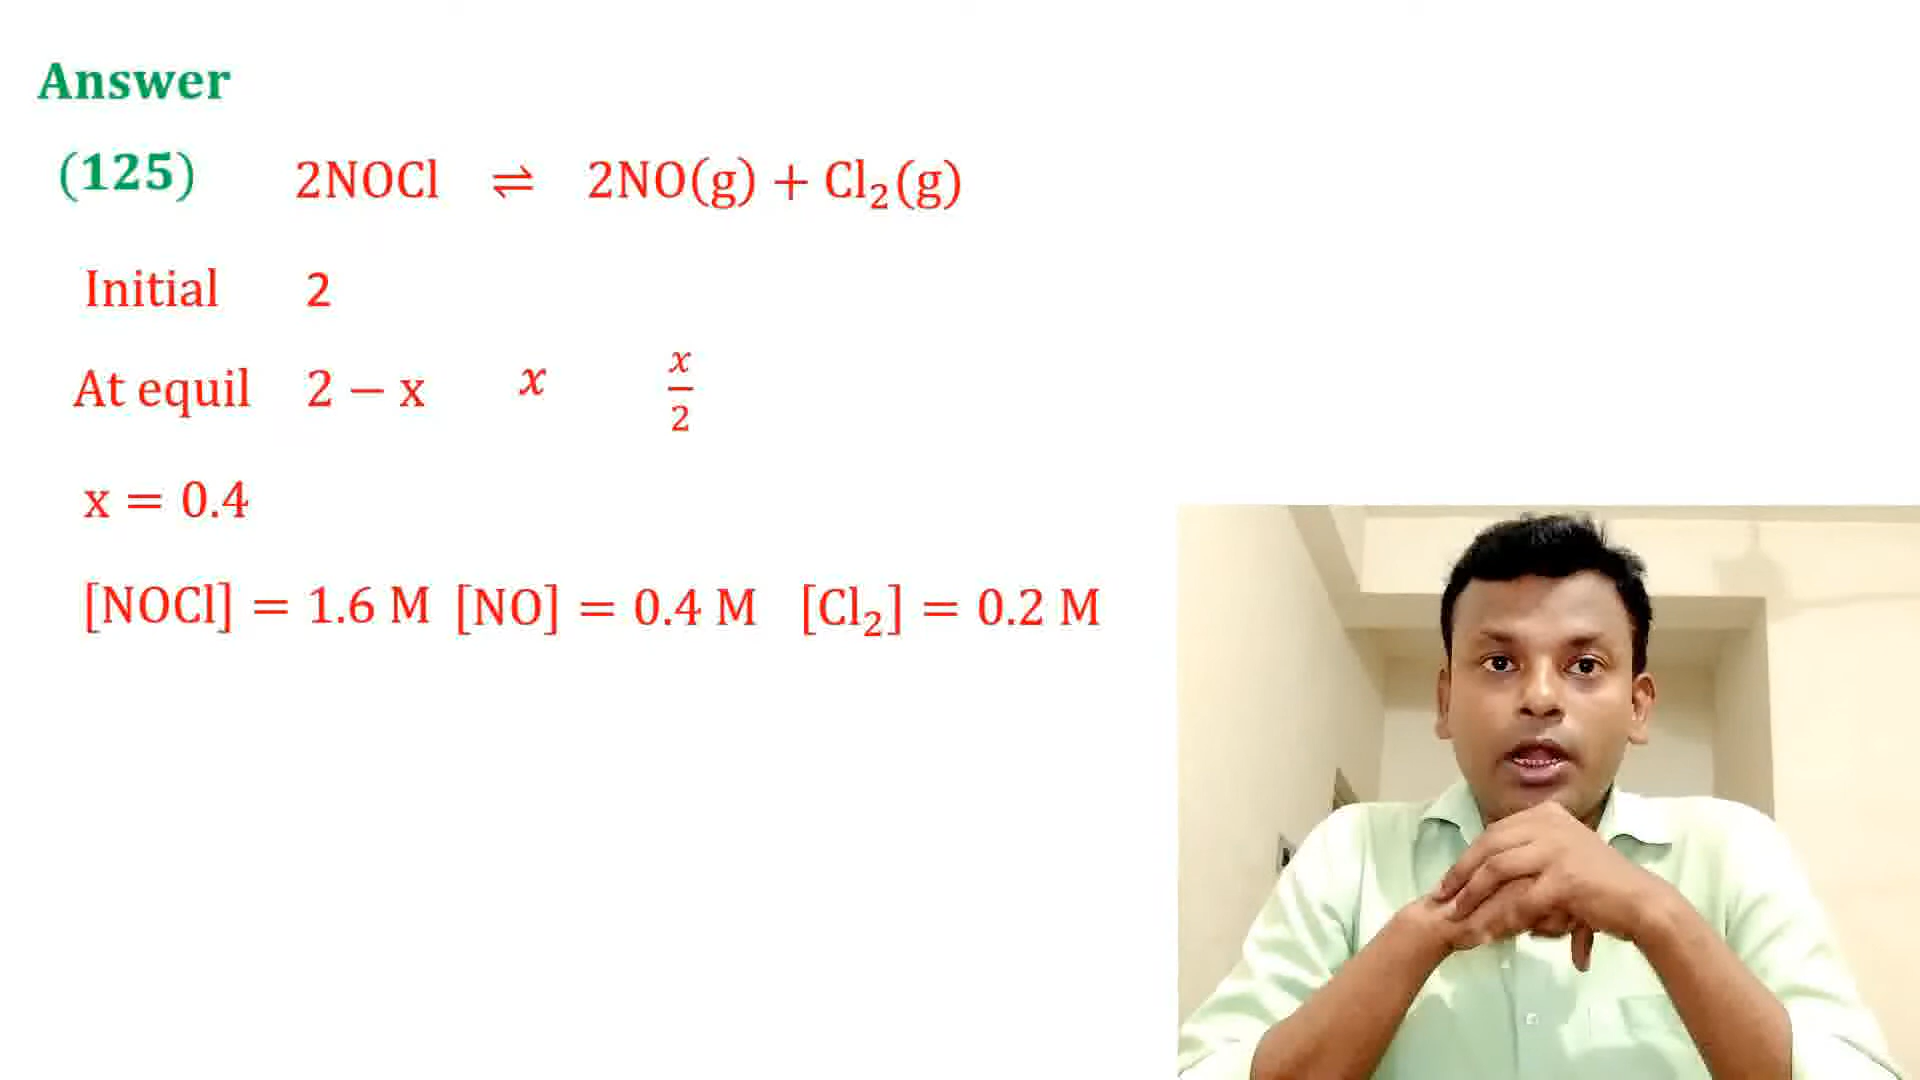 Answer
(125) 2NOCl ⇌ 2NO(g) + Cl₂(g)
Initial 2
At equil 2 − x x x/2
x = 0.4
[NOCl] = 1.6 M [NO] = 0.4 M [Cl₂] = 0.2 M